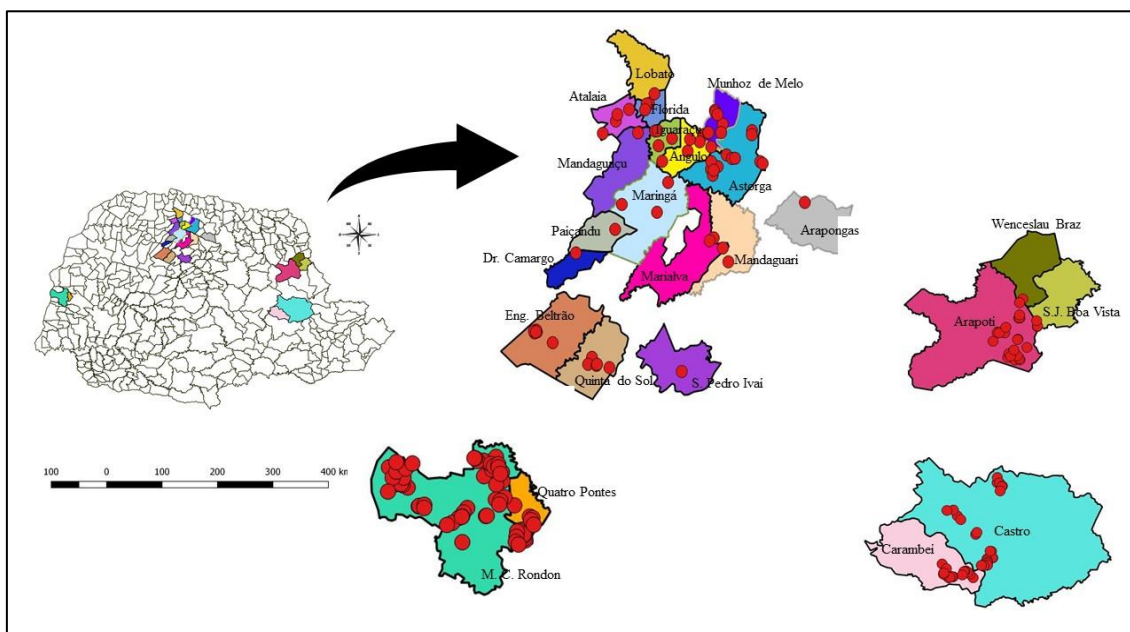 Lobato
Munhoz de Melo
Atalaia
Flórida
Iguaraçu
Ângulo
Mandaguaçu
Astorga
Maringá
Paiçandu
Arapongas
Dr. Camargo
Marialva
Mandaguari
Wenceslau Braz
S.J. Boa Vista
Arapoti
Eng. Beltrão
Quinta do Sol
S. Pedro Ivaí
100 0 100 200 300 400 km
Quatro Pontes
M. C. Rondon
Castro
Carambeí